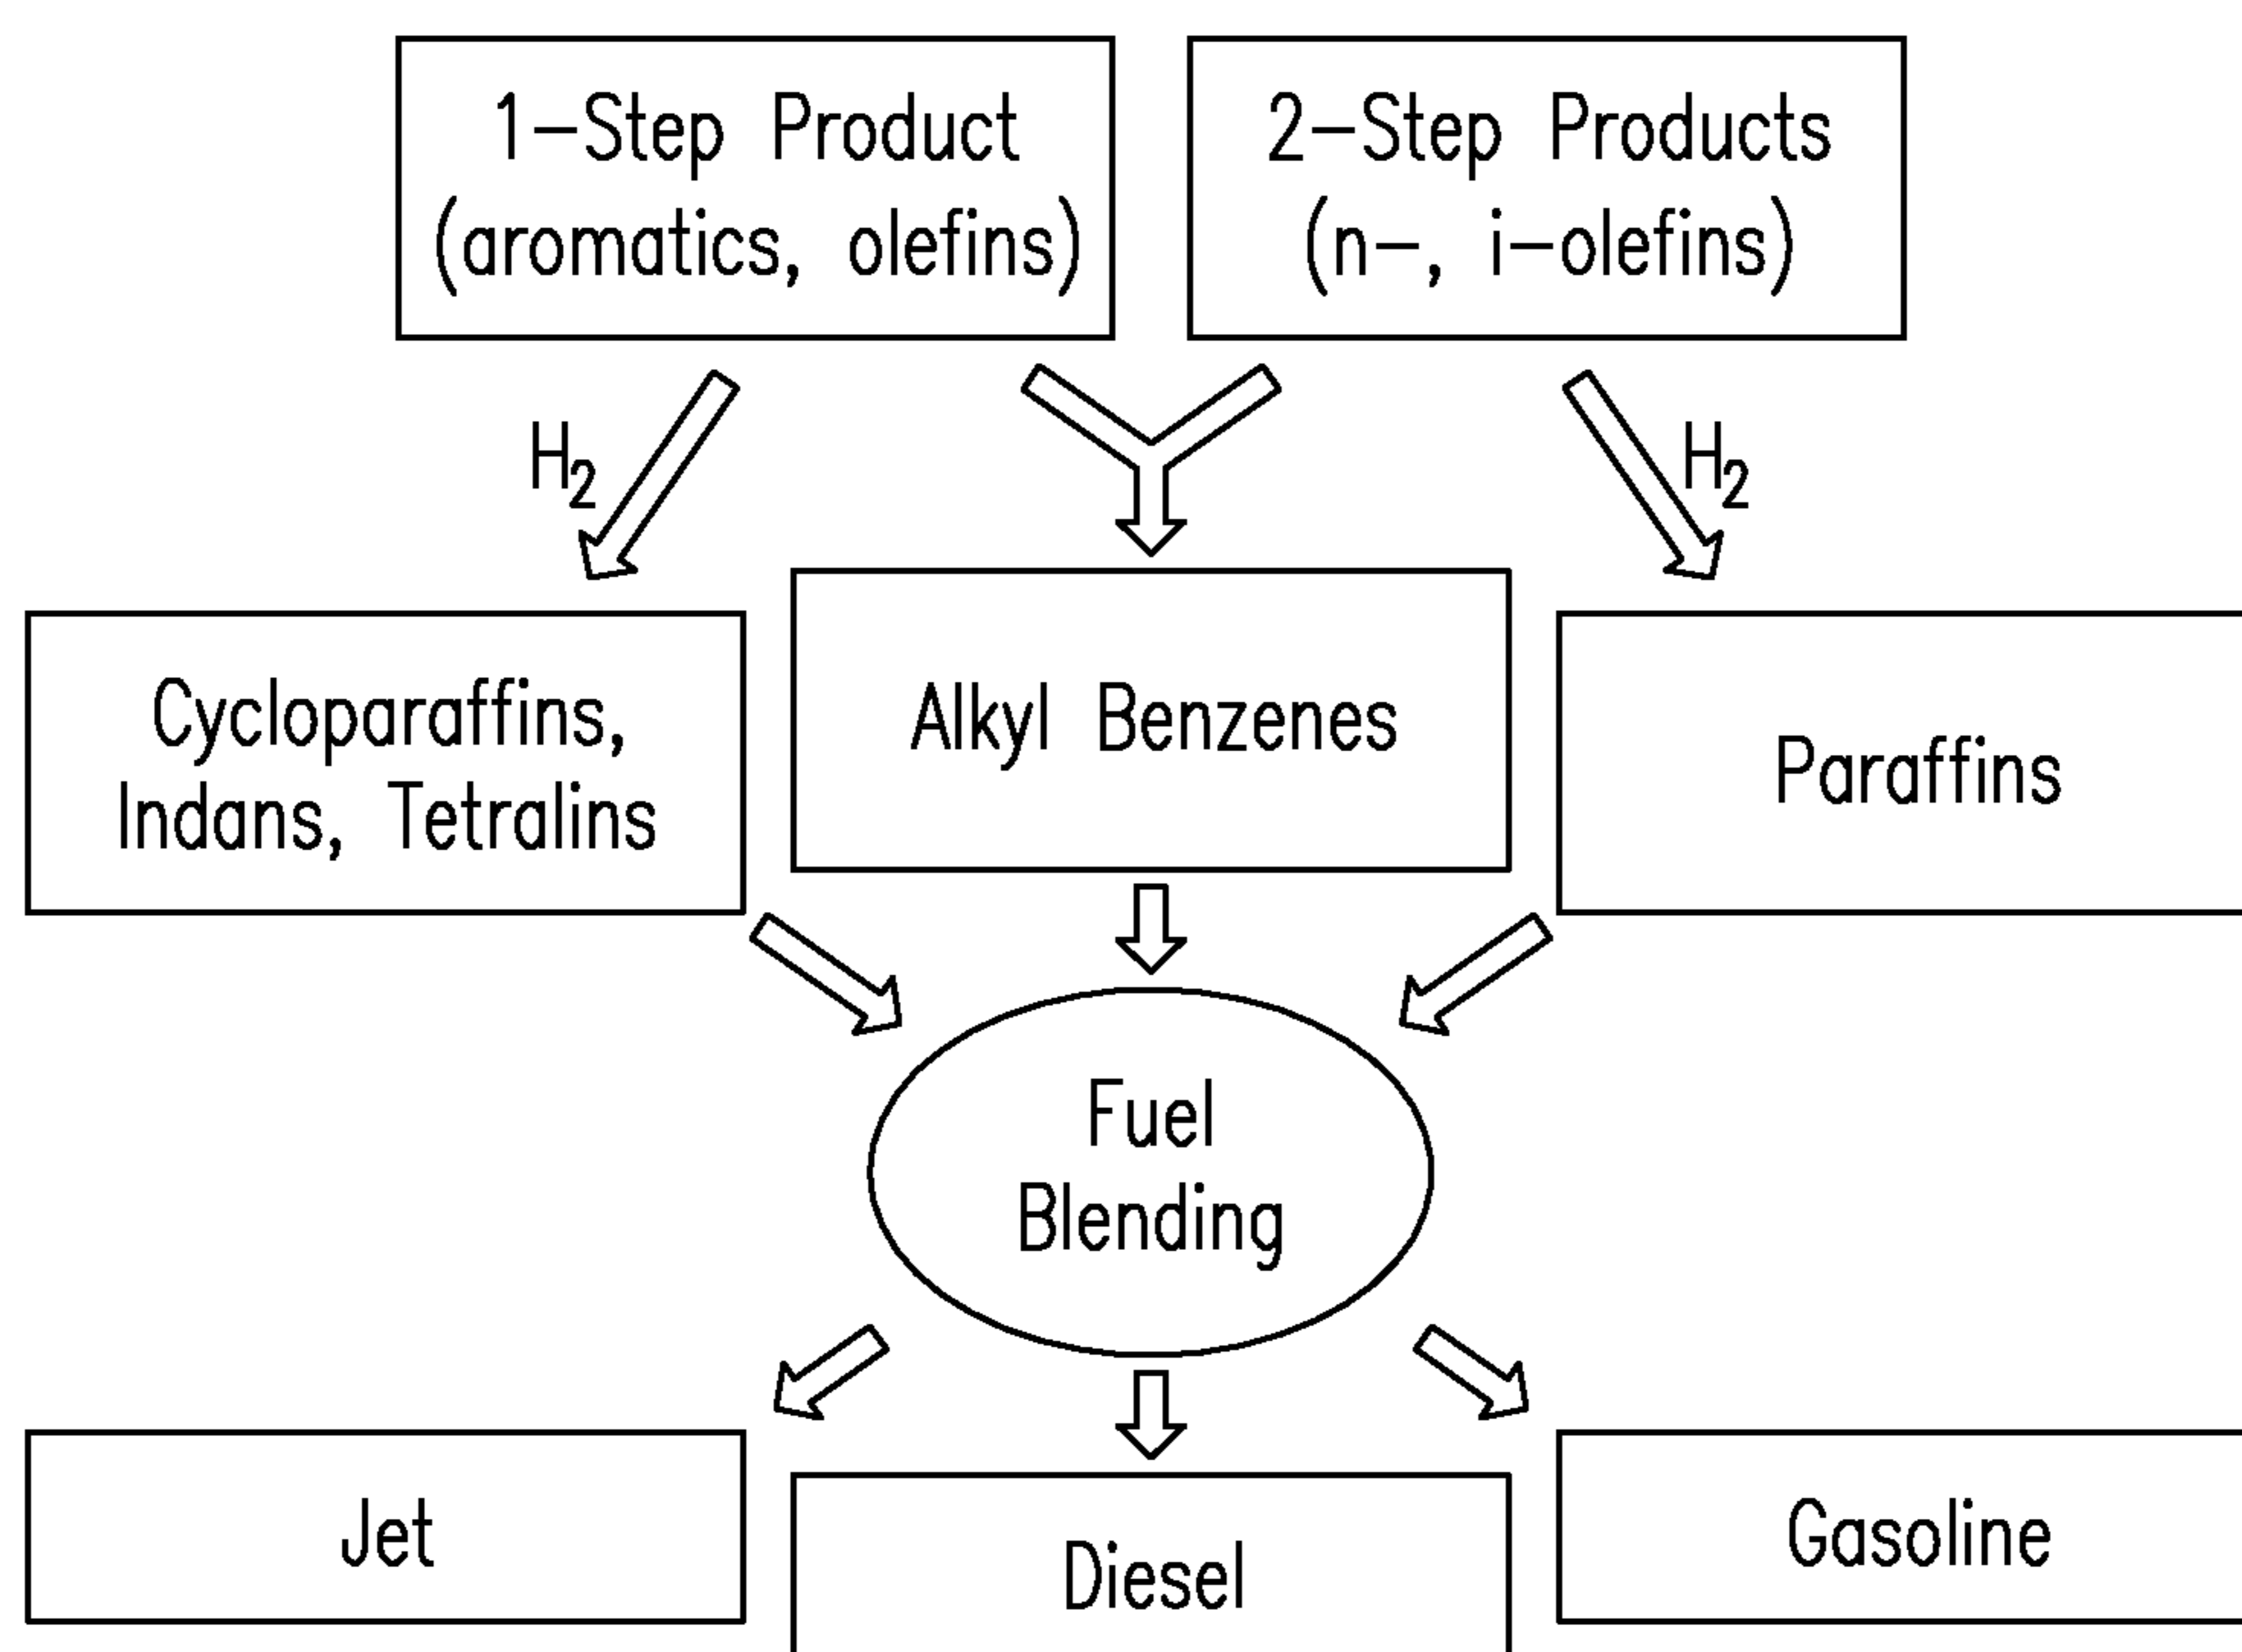 1-Step Product
(aromatics, olefins)
2-Step Products
(n-, i-olefins)
H2
H2
Cycloparaffins,
Indans, Tetralins
Alkyl Benzenes
Paraffins
Fuel
Blending
Jet
Diesel
Gasoline